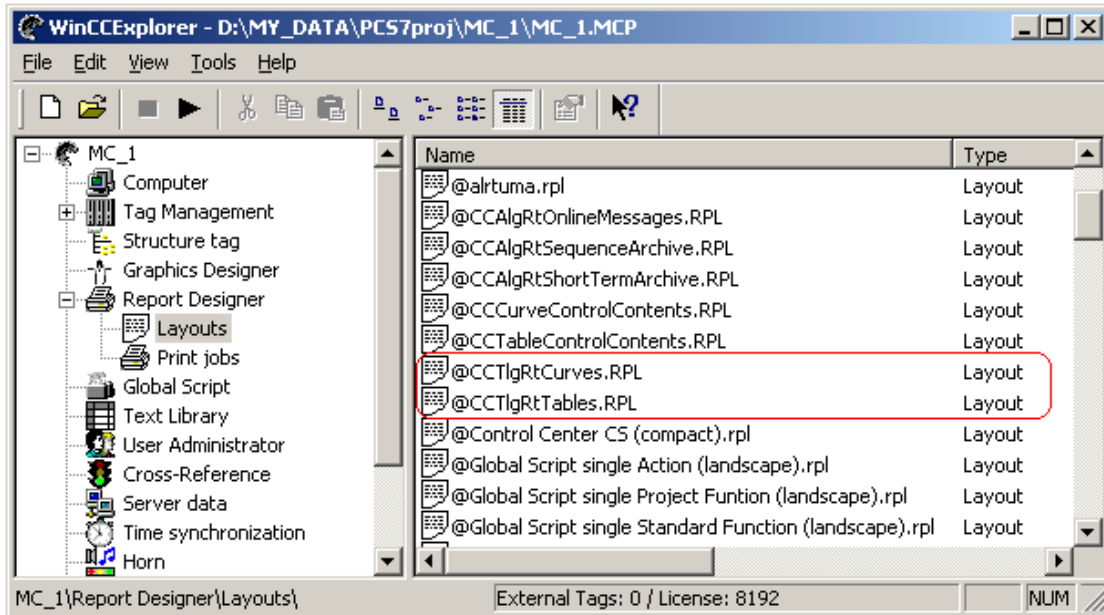 WinCCExplorer - D:\MY_DATA\PCS7proj\MC_1\MC_1.MCP
File Edit View Tools Help
MC_1
Computer
Tag Management
Structure tag
Graphics Designer
Report Designer
Layouts
Print jobs
Global Script
Text Library
User Administrator
Cross-Reference
Server data
Time synchronization
Horn
Name Type
@alrtuma.rpl Layout
@CCAlgRtOnlineMessages.RPL Layout
@CCAlgRtSequenceArchive.RPL Layout
@CCAlgRtShortTermArchive.RPL Layout
@CCCurveControlContents.RPL Layout
@CCTableControlContents.RPL Layout
@CCTlgRtCurves.RPL Layout
@CCTlgRtTables.RPL Layout
@Control Center CS (compact).rpl Layout
@Global Script single Action (landscape).rpl Layout
@Global Script single Project Funtion (landscape).rpl Layout
@Global Script single Standard Function (landscape).rpl Layout
MC_1\Report Designer\Layouts\ External Tags: 0 / License: 8192 NUM